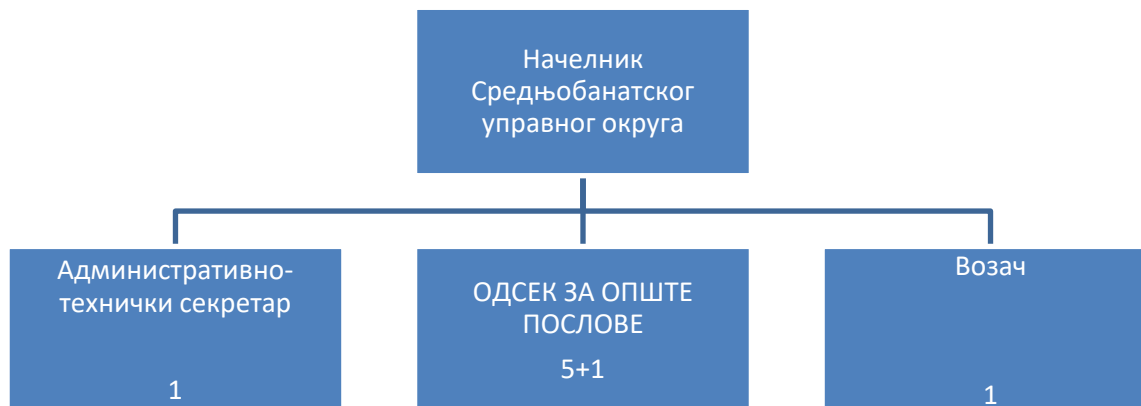 Начелник
Средњобанатског
управног округа
Административно-
технички секретар
1
ОДСЕК ЗА ОПШТЕ
ПОСЛОВЕ
5+1
Возач
1